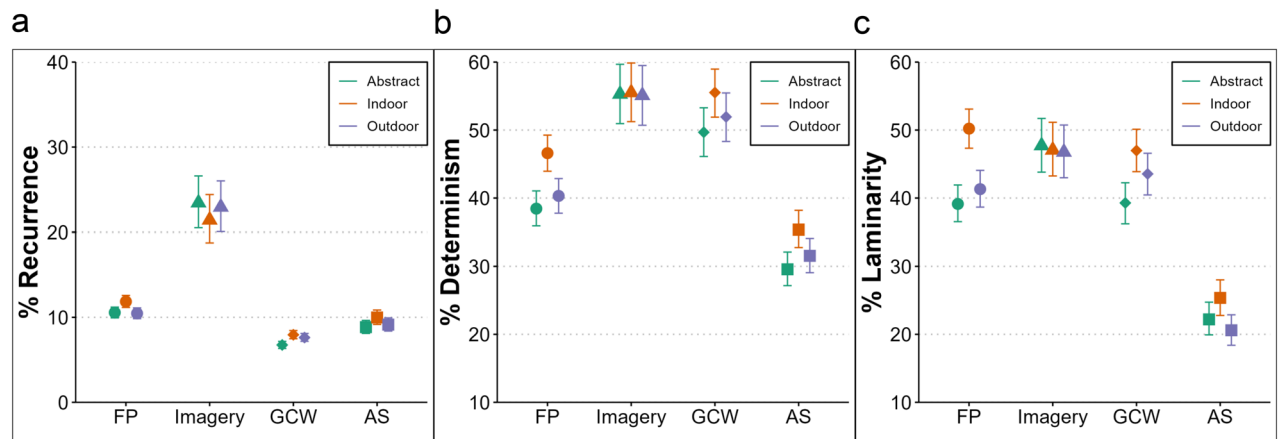 a
% Recurrence
40
30
20
10
0
Abstract
Indoor
Outdoor
FP Imagery GCW AS
b
% Determinism
60
50
40
30
20
10
Abstract
Indoor
Outdoor
FP Imagery GCW AS
c
% Laminarity
60
50
40
30
20
10
Abstract
Indoor
Outdoor
FP Imagery GCW AS